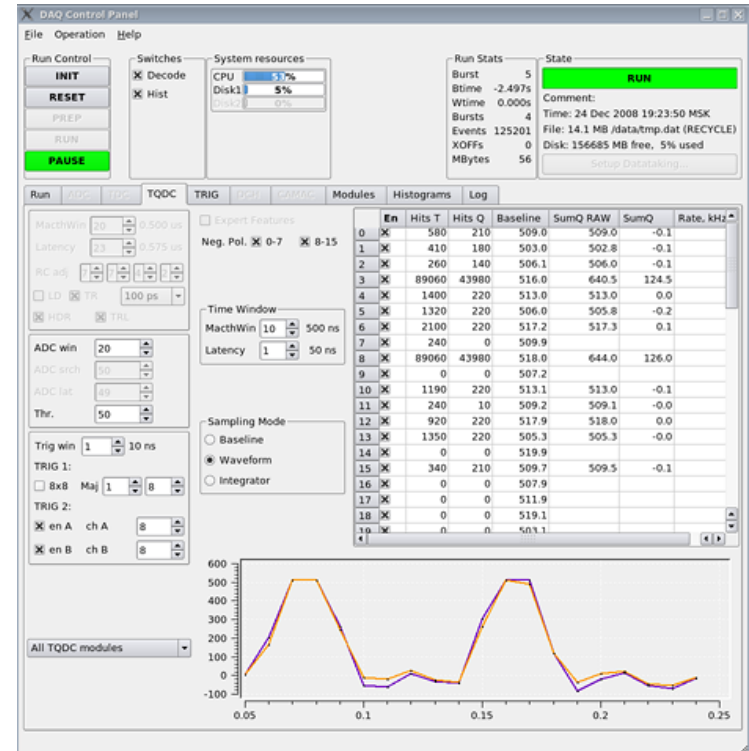 DAQ Control Panel
File Operation Help
Run Control
INIT
RESET
PREP
RUN
PAUSE
Switches
Decode
Hist
System resources
CPU 53%
Disk1 5%
Disk2 0%
Run Stats
Burst 5
Btime -2.497s
Wtime 0.000s
Bursts 4
Events 125201
XOFFs 0
MBytes 56
State
RUN
Comment:
Time: 24 Dec 2008 19:23:50 MSK
File: 14.1 MB /data/tmp.dat (RECYCLE)
Disk: 156685 MB free, 5% used
Setup Datataking...
Run ADC TDC TQDC TRIG DCH CAMAC Modules Histograms Log
MacthWin 20 0.500 us
Latency 23 0.575 us
RC adj.
LD TR 100 ps
HDR TRL
ADC win 20
ADC srch 50
ADC lat 49
Thr. 50
Trig win 1 10 ns
TRIG 1:
8x8 Maj 1 8
TRIG 2:
en A ch A 8
en B ch B 8
All TQDC modules
Expert Features
Neg. Pol. 0-7 8-15
Time Window
MacthWin 10 500 ns
Latency 1 50 ns
Sampling Mode
Baseline
Waveform
Integrator
En Hits T Hits Q Baseline SumQ RAW SumQ Rate, kHz
0 580 210 509.0 509.0 -0.1
1 410 180 503.0 502.8 -0.1
2 260 140 506.1 506.0 -0.1
3 89060 43980 516.0 640.5 124.5
4 1400 220 513.0 513.0 0.0
5 1320 220 506.0 505.8 -0.2
6 2100 220 517.2 517.3 0.1
7 240 0 509.9
8 89060 43980 518.0 644.0 126.0
9 0 0 507.2
10 1190 220 513.1 513.0 -0.1
11 240 10 509.2 509.1 -0.0
12 920 220 517.9 518.0 0.0
13 1350 220 505.3 505.3 -0.0
14 0 0 519.9
15 340 210 509.7 509.5 -0.1
16 0 0 507.9
17 0 0 511.9
18 0 0 519.1
19 0 0 503.1
600
500
400
300
200
100
0
-100
0.05 0.1 0.15 0.2 0.25